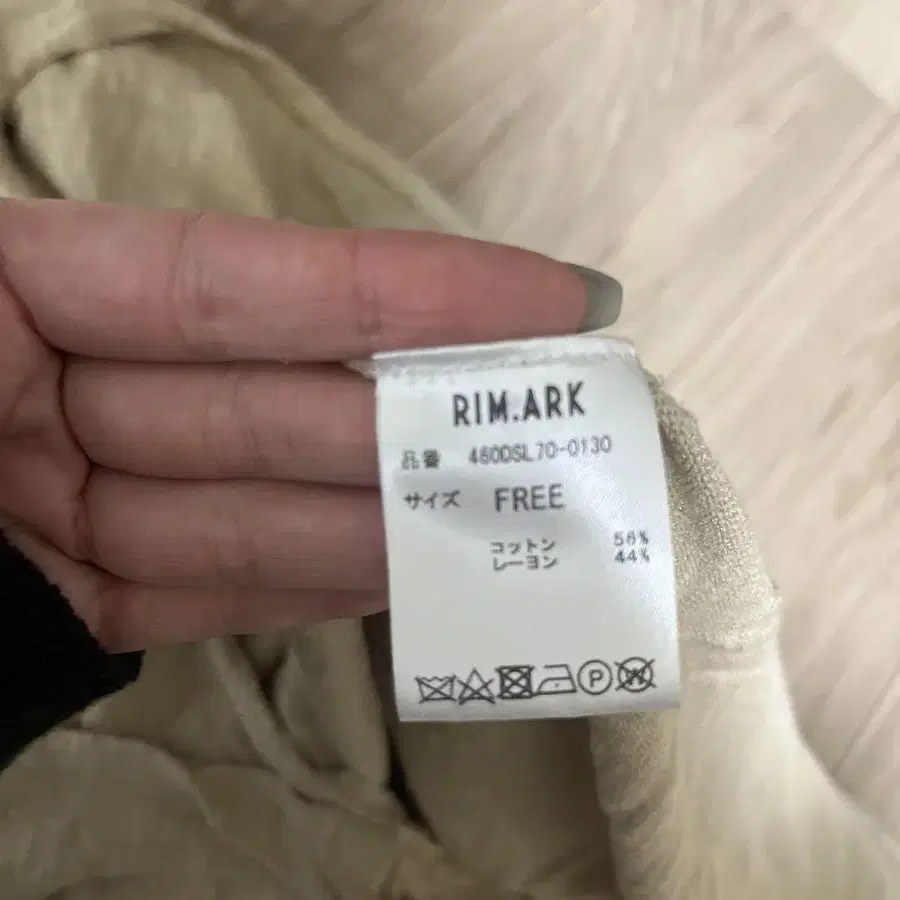 RIM.ARK
品番 460DSL70-0130
サイズ FREE
コットン 56%
レーヨン 44%
P
W